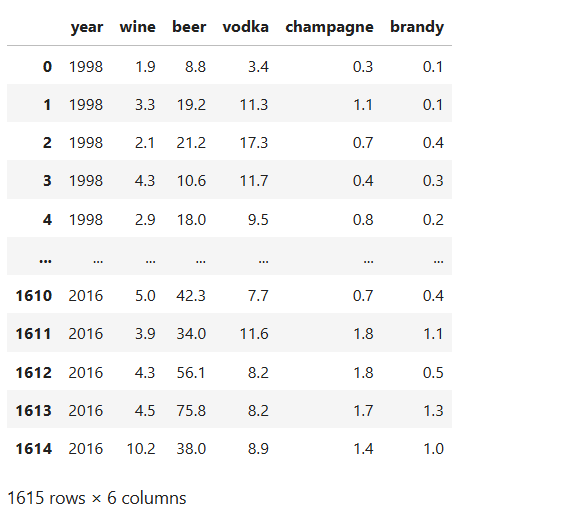 year wine beer vodka champagne brandy
0 1998 1.9 8.8 3.4 0.3 0.1
1 1998 3.3 19.2 11.3 1.1 0.1
2 1998 2.1 21.2 17.3 0.7 0.4
3 1998 4.3 10.6 11.7 0.4 0.3
4 1998 2.9 18.0 9.5 0.8 0.2
... ... ... ... ... ... ...
1610 2016 5.0 42.3 7.7 0.7 0.4
1611 2016 3.9 34.0 11.6 1.8 1.1
1612 2016 4.3 56.1 8.2 1.8 0.5
1613 2016 4.5 75.8 8.2 1.7 1.3
1614 2016 10.2 38.0 8.9 1.4 1.0
1615 rows × 6 columns